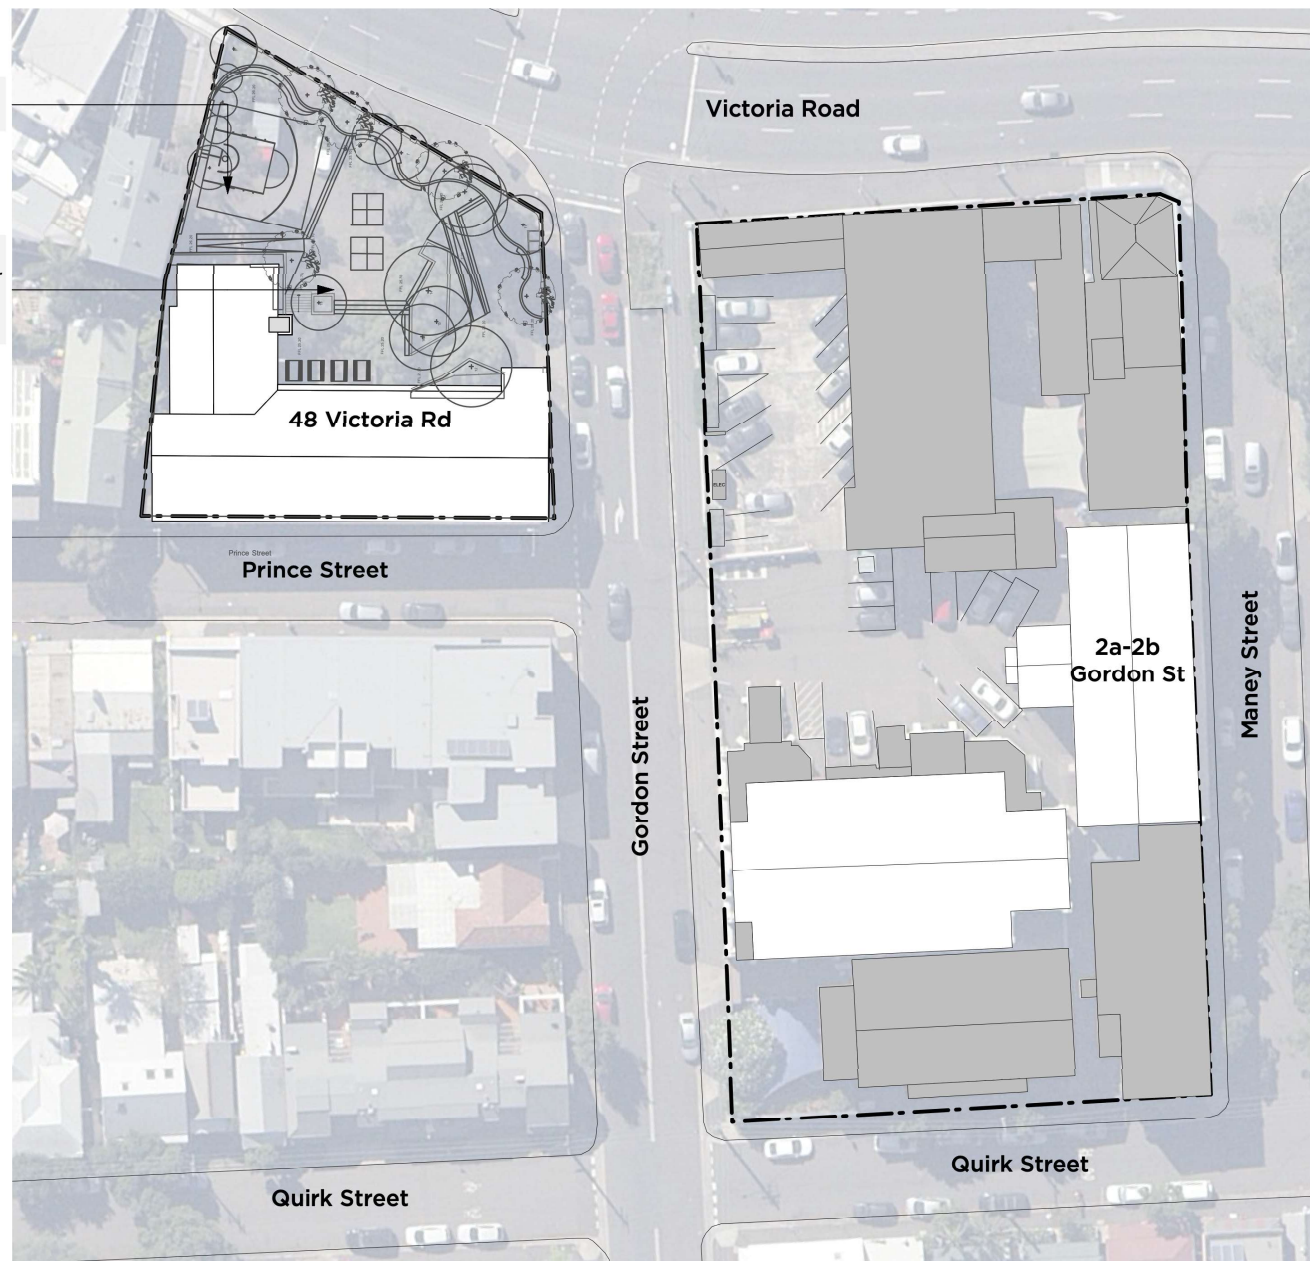 Victoria Road
48 Victoria Rd
ELEC
Prince Street
Prince Street
2a-2b
Gordon St
Maney Street
Gordon Street
Quirk Street
Quirk Street